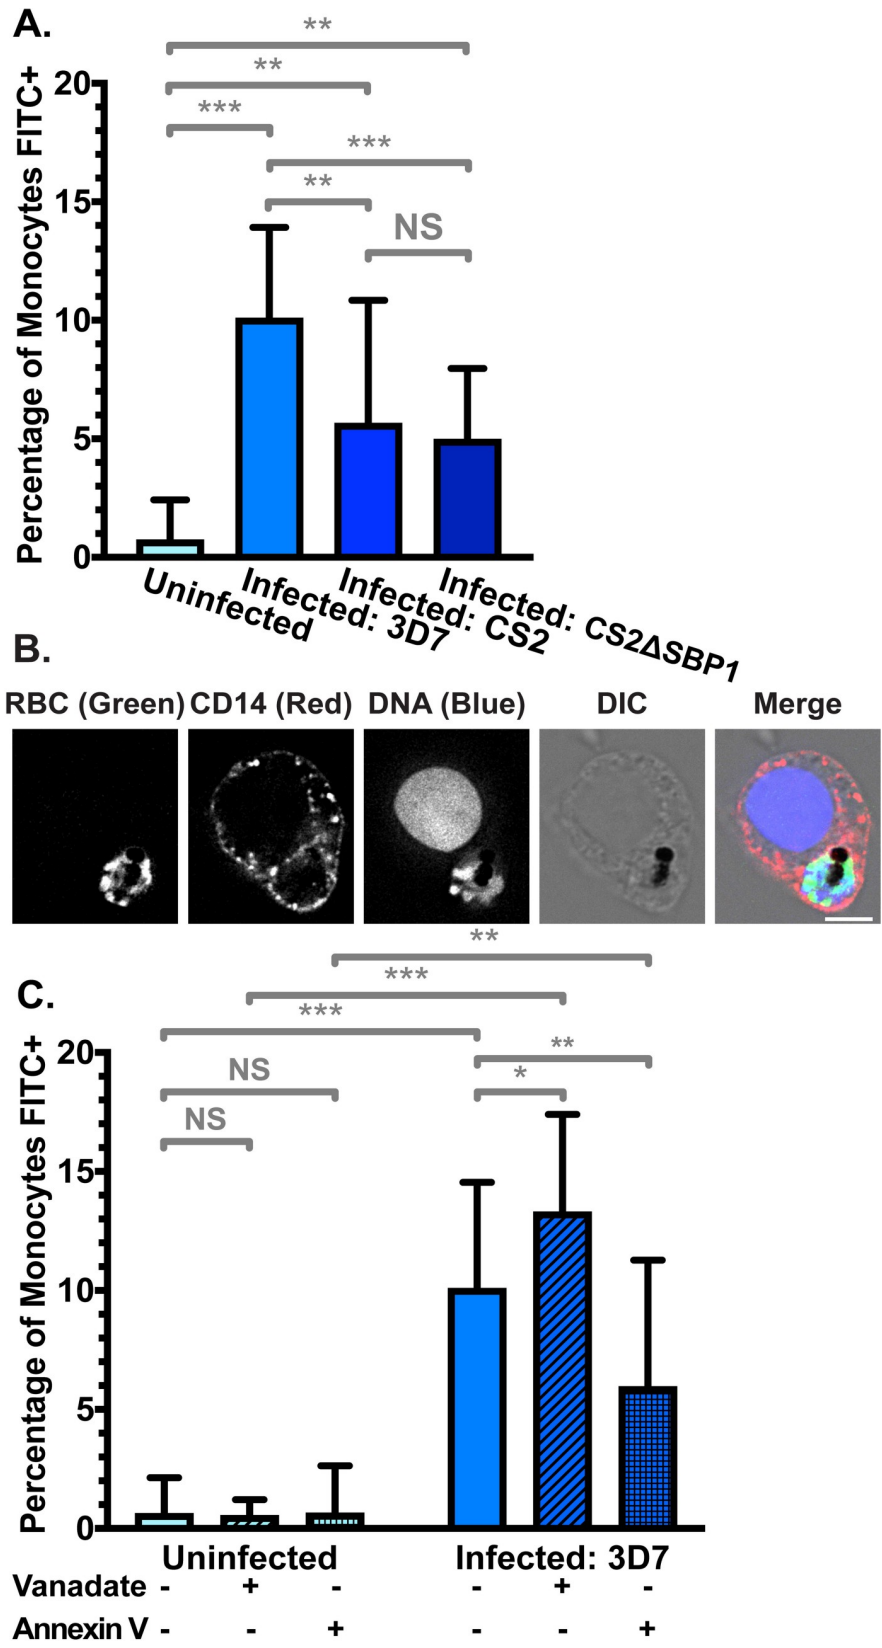 A.
Percentage of Monocytes FITC+
20
15
10
5
0
**
**
***
***
**
NS
Uninfected
Infected: 3D7
Infected: CS2
Infected: CS2ΔSBP1
B.
RBC (Green) CD14 (Red) DNA (Blue) DIC Merge
C.
Percentage of Monocytes FITC+
20
15
10
5
0
**
***
***
**
*
NS
NS
Uninfected Infected: 3D7
Vanadate - + - - + -
Annexin V - - + - - +